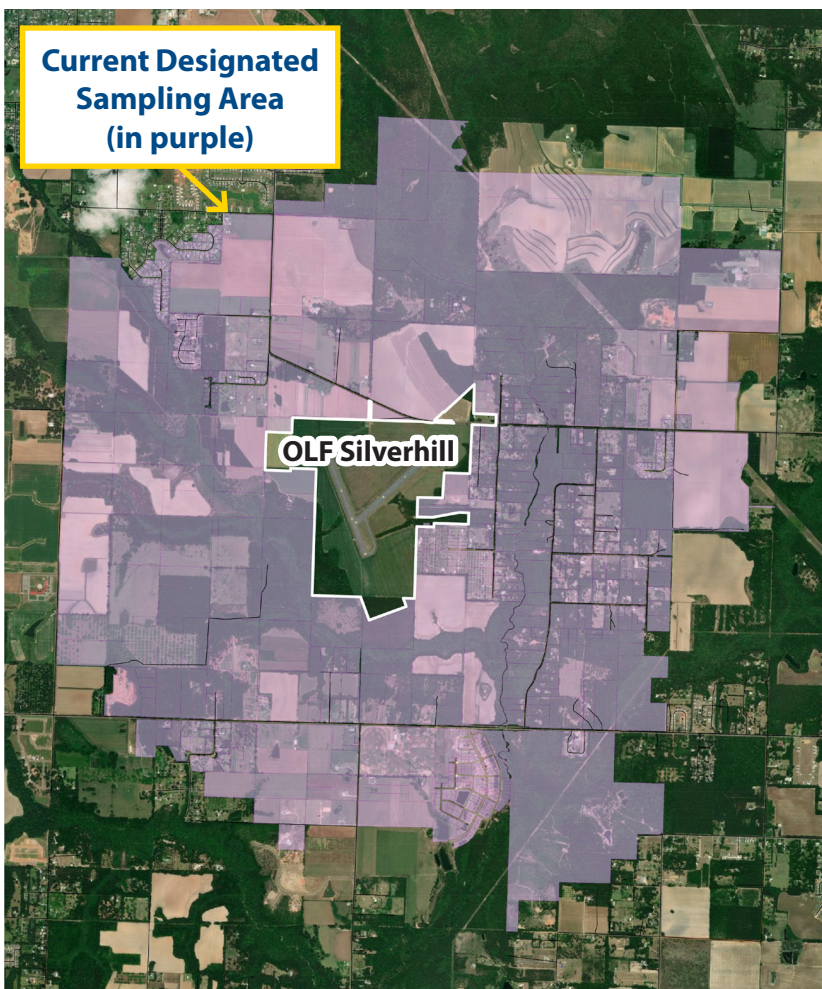 Current Designated
Sampling Area
(in purple)
OLF Silverhill